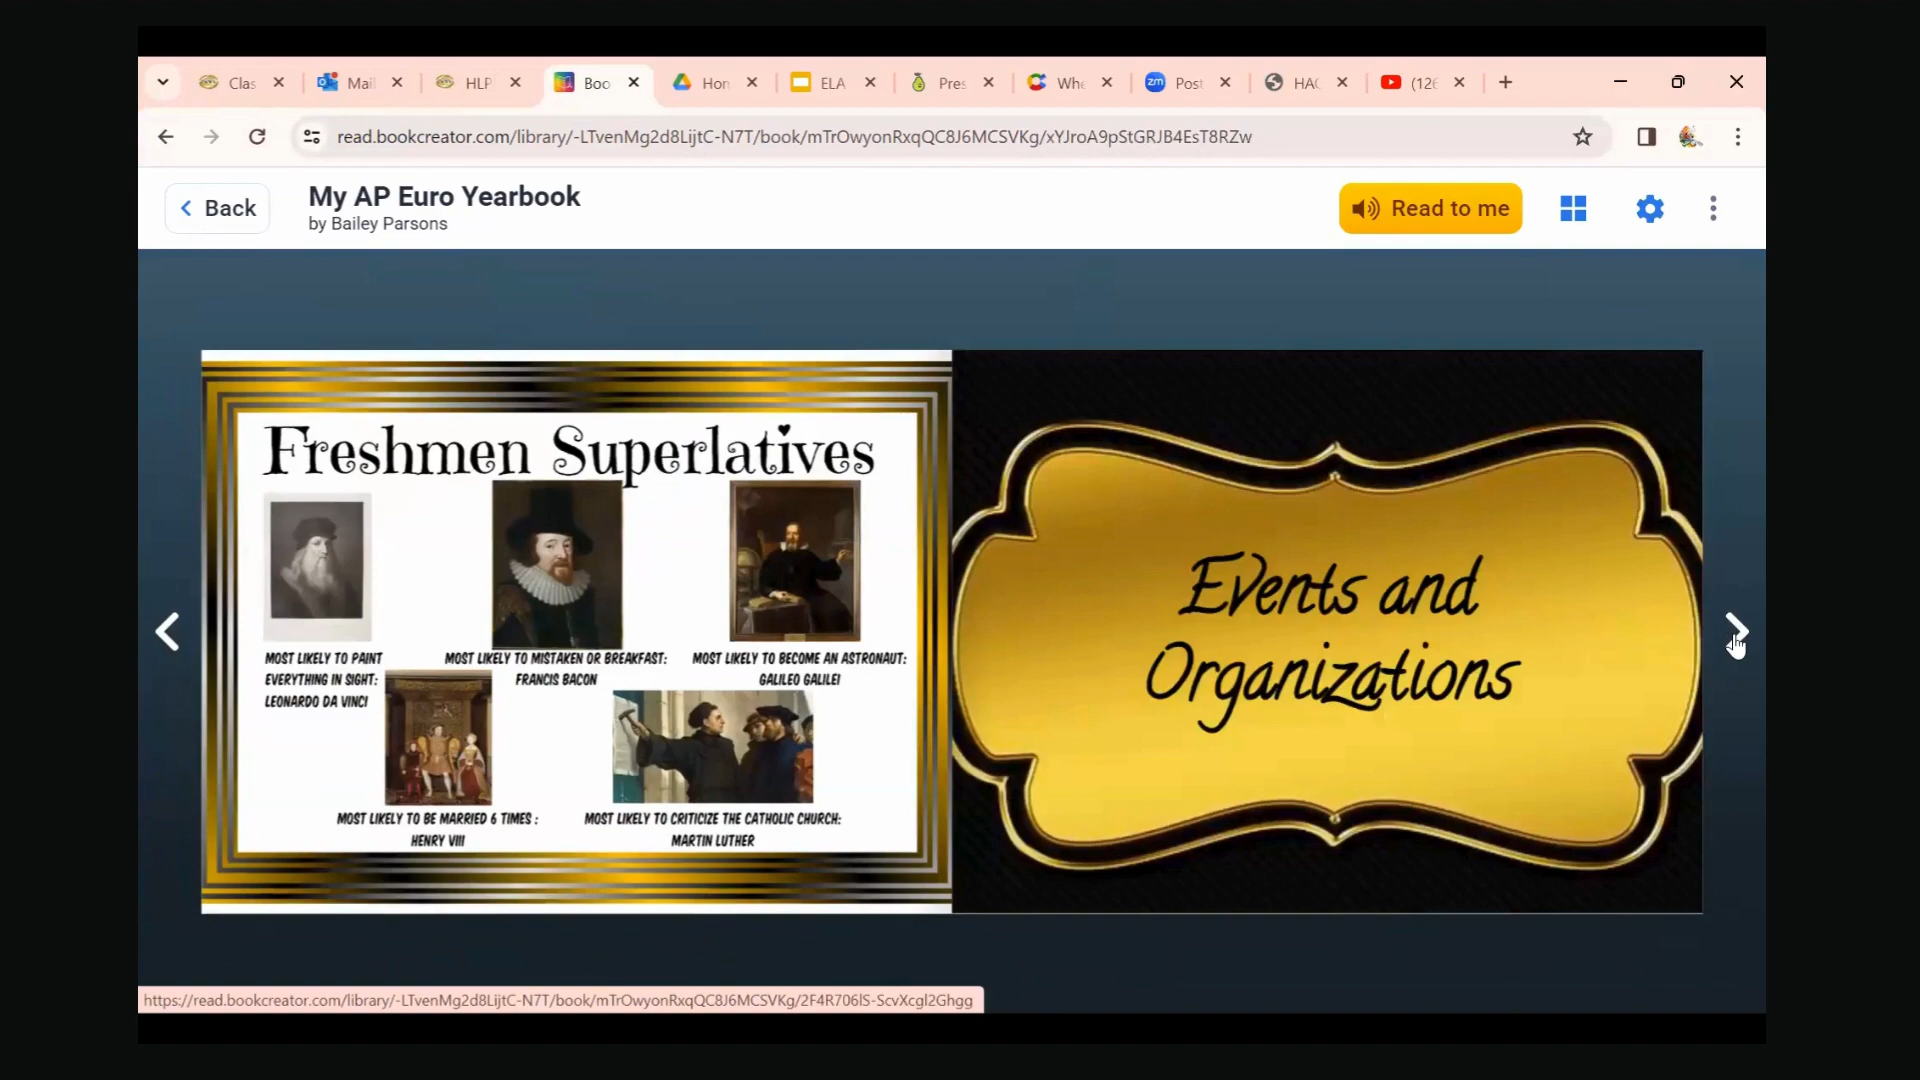 Clas
Mail
HLP
Boo
Hon
ELA
Pres
Whe
zm
Post
HAC
(126
read.bookcreator.com/library/-LTvenMg2d8LijtC-N7T/book/mTrOwyonRxqQC8J6MCSVKg/xYJroA9pStGRJB4EsT8RZw
Back
My AP Euro Yearbook
by Bailey Parsons
Read to me
Freshmen Superlatives
MOST LIKELY TO PAINT
EVERYTHING IN SIGHT:
LEONARDO DA VINCI
MOST LIKELY TO MISTAKEN OR BREAKFAST:
FRANCIS BACON
MOST LIKELY TO BECOME AN ASTRONAUT:
GALILEO GALILEI
MOST LIKELY TO BE MARRIED 6 TIMES :
HENRY VIII
MOST LIKELY TO CRITICIZE THE CATHOLIC CHURCH:
MARTIN LUTHER
Events and
Organizations
https://read.bookcreator.com/library/-LTvenMg2d8LijtC-N7T/book/mTrOwyonRxqQC8J6MCSVKg/2F4R706lS-ScvXcgl2Ghgg